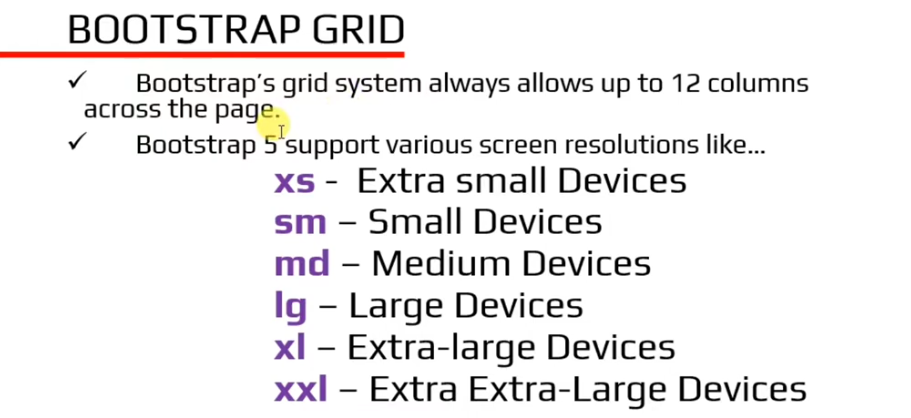 BOOTSTRAP GRID
✓ Bootstrap’s grid system always allows up to 12 columns
across the page.
✓ Bootstrap 5 support various screen resolutions like...
xs - Extra small Devices
sm – Small Devices
md – Medium Devices
lg – Large Devices
xl – Extra-large Devices
xxl – Extra Extra-Large Devices